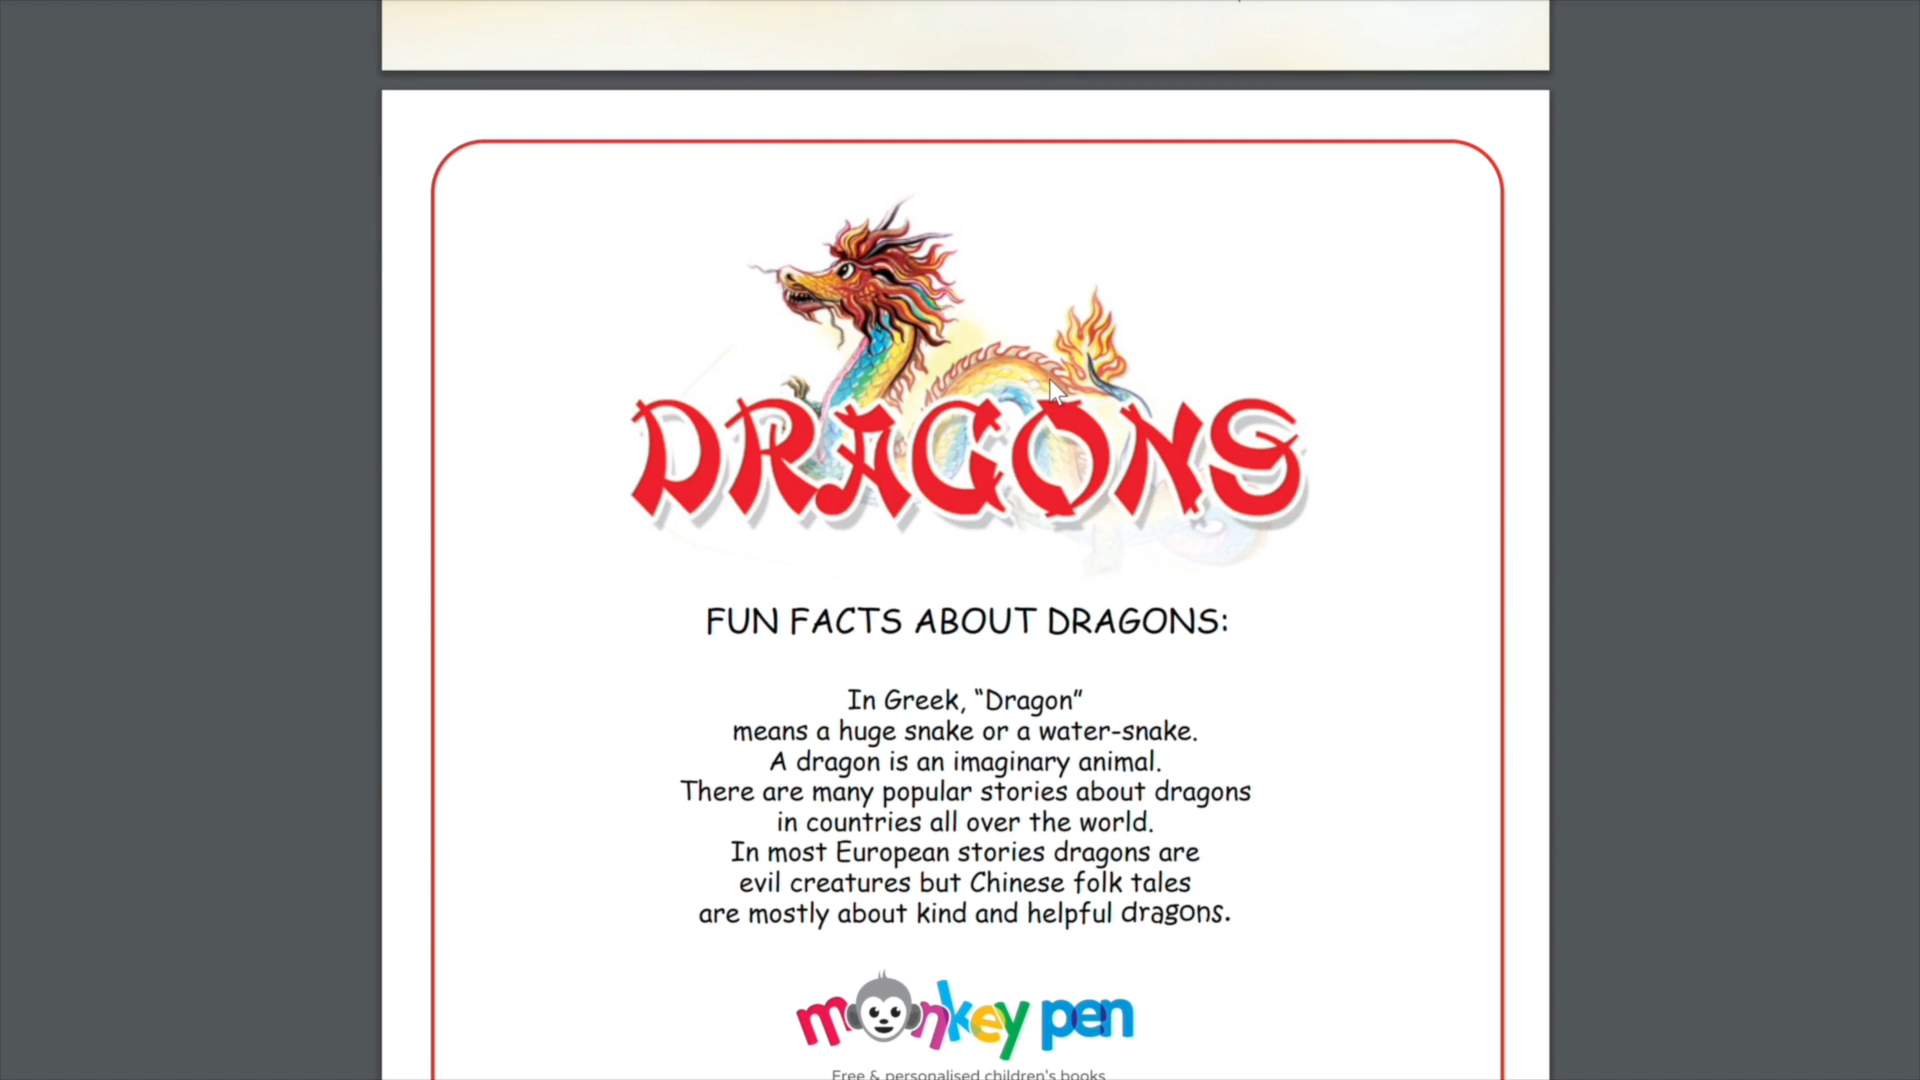 DRAGONS
FUN FACTS ABOUT DRAGONS:
In Greek, “Dragon”
means a huge snake or a water-snake.
A dragon is an imaginary animal.
There are many popular stories about dragons
in countries all over the world.
In most European stories dragons are
evil creatures but Chinese folk tales
are mostly about kind and helpful dragons.
monkey pen
Free & personalised children's books